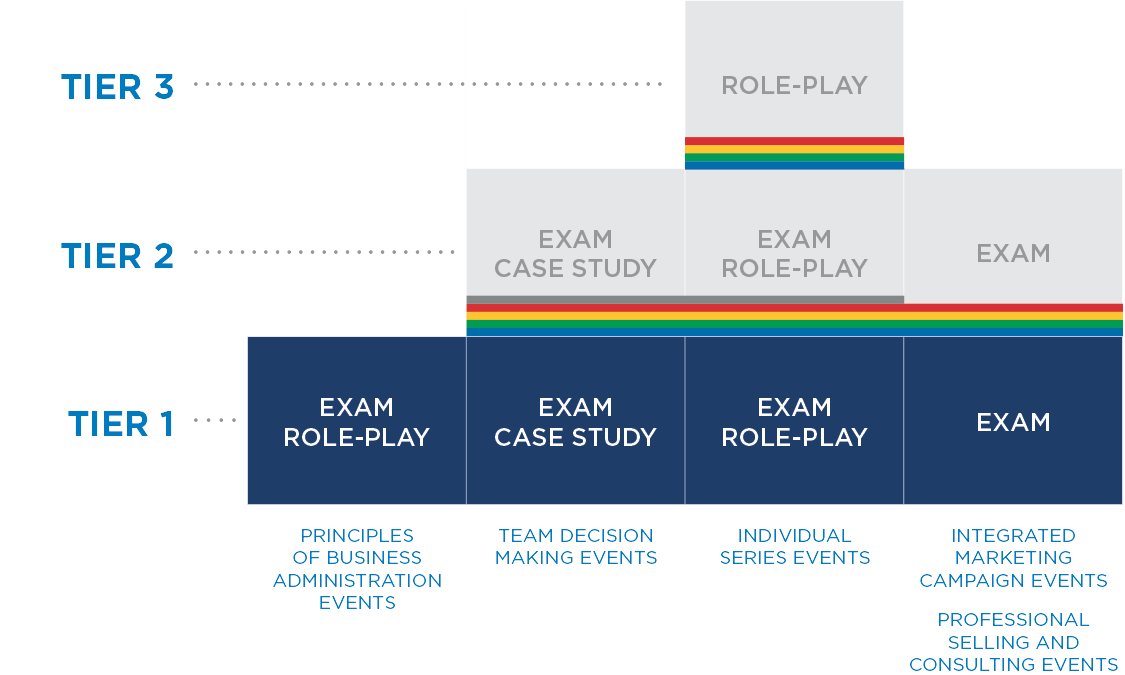 TIER 3
ROLE-PLAY
TIER 2
EXAM
CASE STUDY
EXAM
ROLE-PLAY
EXAM
TIER 1
EXAM
ROLE-PLAY
EXAM
CASE STUDY
EXAM
ROLE-PLAY
EXAM
PRINCIPLES
OF BUSINESS
ADMINISTRATION
EVENTS
TEAM DECISION
MAKING EVENTS
INDIVIDUAL
SERIES EVENTS
INTEGRATED
MARKETING
CAMPAIGN EVENTS
PROFESSIONAL
SELLING AND
CONSULTING EVENTS